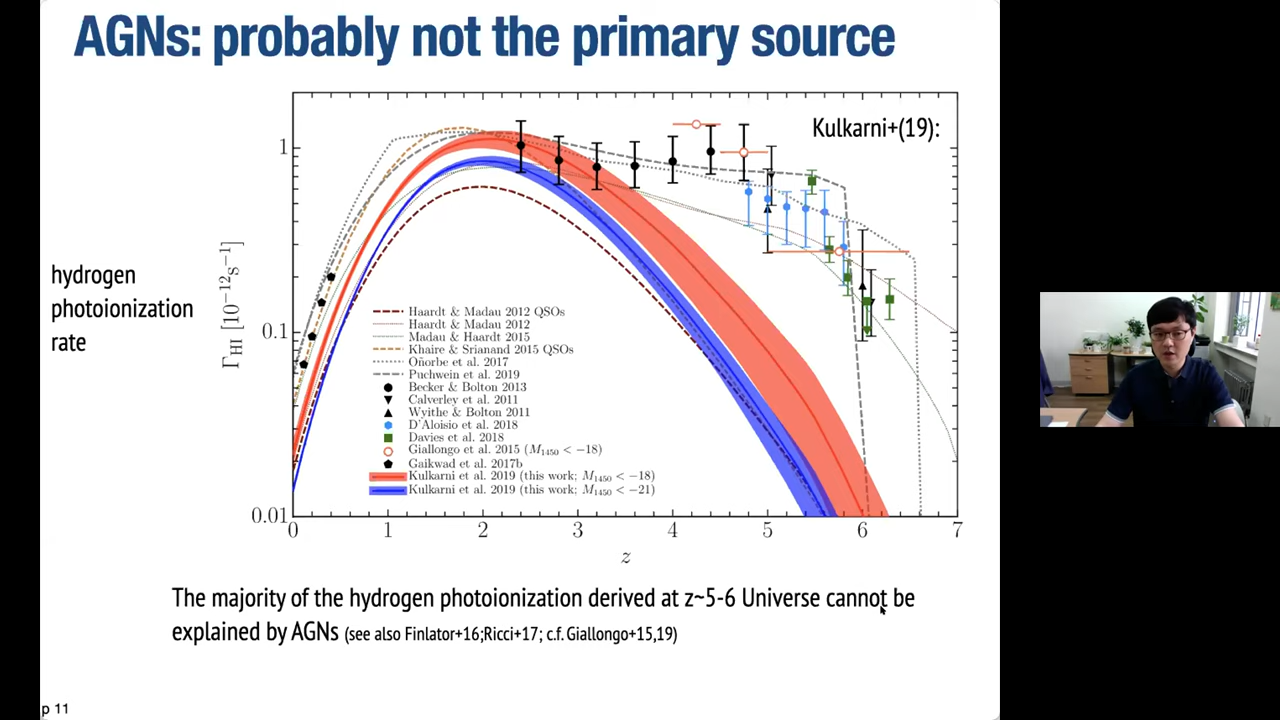 AGNs: probably not the primary source
Kulkarni+(19):
hydrogen
photoionization
rate
Γ_HI [10⁻¹²s⁻¹]
1
0.1
0.01
Haardt & Madau 2012 QSOs
Haardt & Madau 2012
Madau & Haardt 2015
Khaire & Srianand 2015 QSOs
Oñorbe et al. 2017
Puchwein et al. 2019
Becker & Bolton 2013
Calverley et al. 2011
Wyithe & Bolton 2011
D'Aloisio et al. 2018
Davies et al. 2018
Giallongo et al. 2015 (M₁₄₅₀ < −18)
Gaikwad et al. 2017b
Kulkarni et al. 2019 (this work; M₁₄₅₀ < −18)
Kulkarni et al. 2019 (this work; M₁₄₅₀ < −21)
0 1 2 3 4 5 6 7
z
The majority of the hydrogen photoionization derived at z~5-6 Universe cannot be
explained by AGNs (see also Finlator+16;Ricci+17; c.f. Giallongo+15,19)
p 11